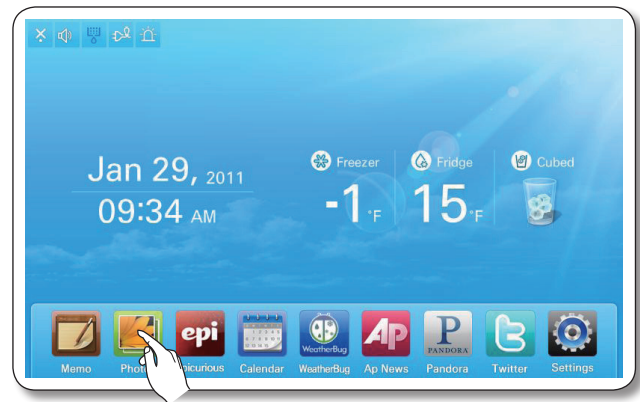 Jan 29, 2011
09:34 AM
Freezer
-1 °F
Fridge
15 °F
Cubed
epi
WeatherBug
AP
P
PANDORA
Memo
Calendar
WeatherBug
Ap News
Pandora
Twitter
Settings